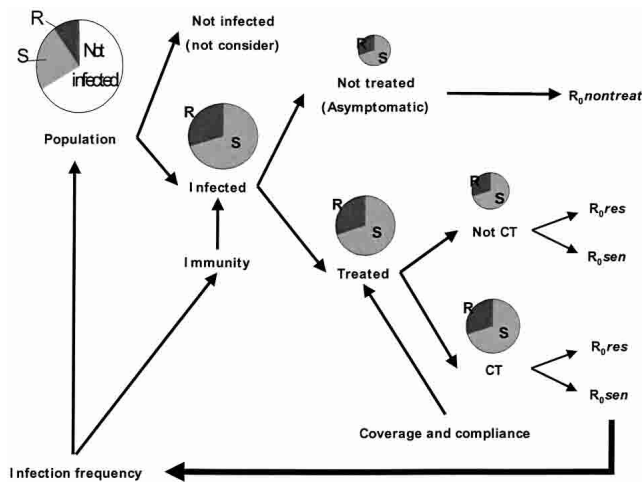 R
S
Not
infected
Population
Not infected
(not consider)
R
S
Infected
Immunity
R
S
Not treated
(Asymptomatic)
R₀nontreat
R
S
Treated
R
S
Not CT
R₀res
R₀sen
R
S
CT
R₀res
R₀sen
Coverage and compliance
Infection frequency